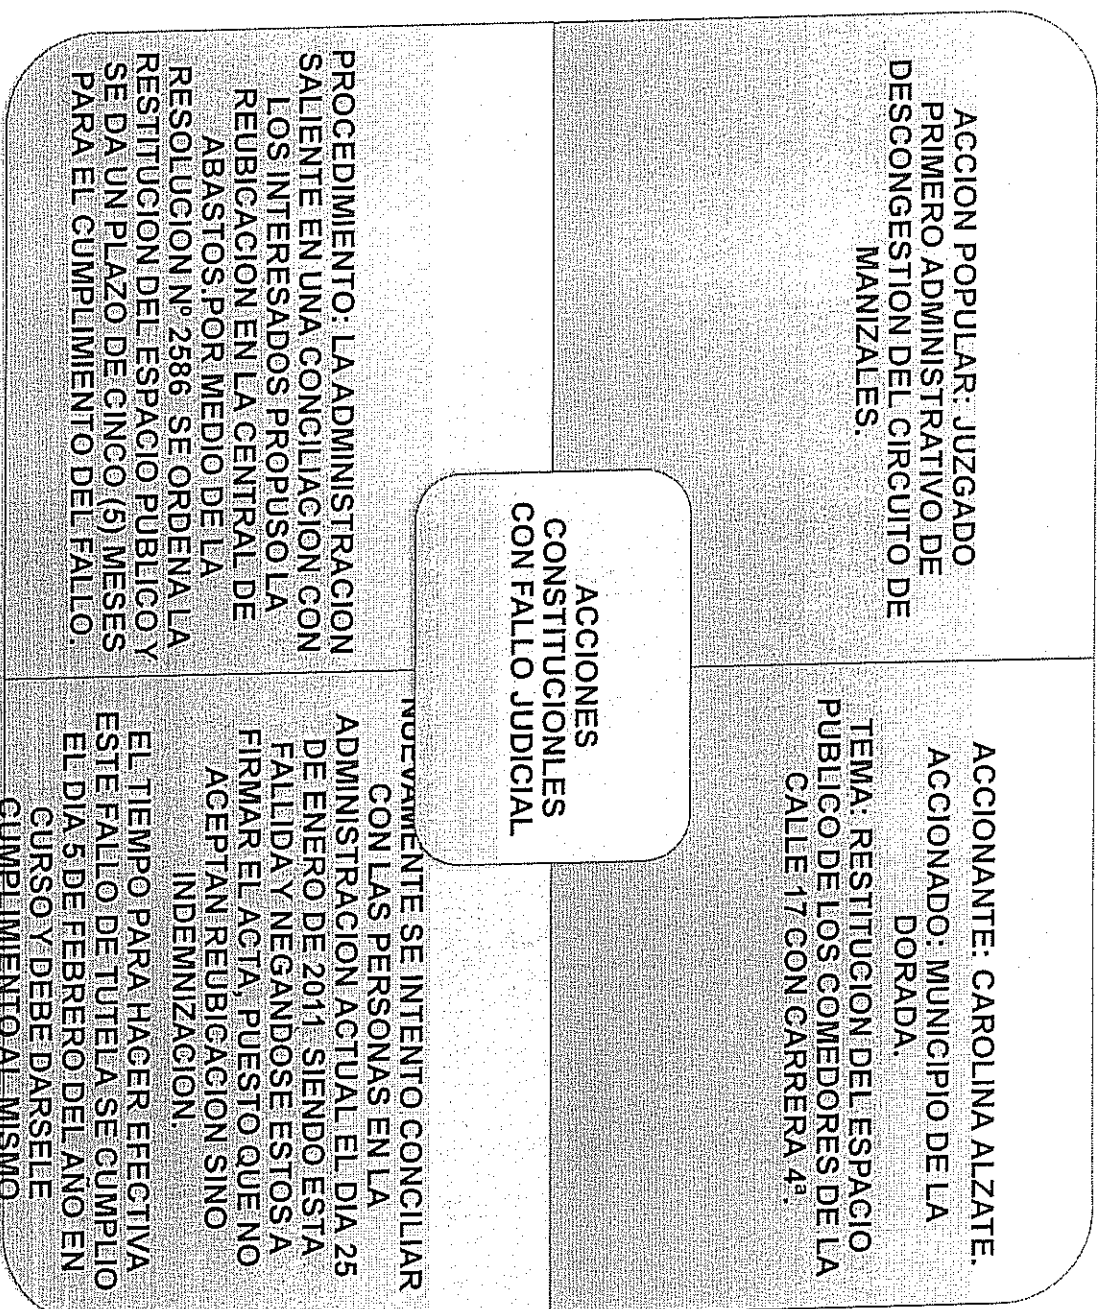 ACCION POPULAR: JUZGADO
PRIMERO ADMINISTRATIVO DE
DESCONGESTION DEL CIRCUITO DE
MANIZALES.
ACCIONANTE: CAROLINA ALZATE.
ACCIONADO: MUNICIPIO DE LA
DORADA.
TEMA: RESTITUCION DEL ESPACIO
PUBLICO DE LOS COMEDORES DE LA
CALLE 17 CON CARRERA 4ª.
ACCIONES
CONSTITUCIONLES
CON FALLO JUDICIAL
PROCEDIMIENTO: LA ADMINISTRACION
SALIENTE EN UNA CONCILIACION CON
LOS INTERESADOS PROPUSO LA
REUBICACION EN LA CENTRAL DE
ABASTOS,POR MEDIO DE LA
RESOLUCION Nº 2586 SE ORDENA LA
RESTITUCION DEL ESPACIO PUBLICO Y
SE DA UN PLAZO DE CINCO (5) MESES
PARA EL CUMPLIMIENTO DEL FALLO.
NUEVAMENTE SE INTENTO CONCILIAR
CON LAS PERSONAS EN LA
ADMINISTRACION ACTUAL EL DIA 25
DE ENERO DE 2011 SIENDO ESTA
FALLIDA Y NEGANDOSE ESTOS A
FIRMAR EL ACTA, PUESTO QUE NO
ACEPTAN REUBICACION SINO
INDEMNIZACION.
EL TIEMPO PARA HACER EFECTIVA
ESTE FALLO DE TUTELA SE CUMPLIO
EL DIA 5 DE FEBRERO DEL AÑO EN
CURSO Y DEBE DARSELE
CUMPLIMIENTO AL MISMO